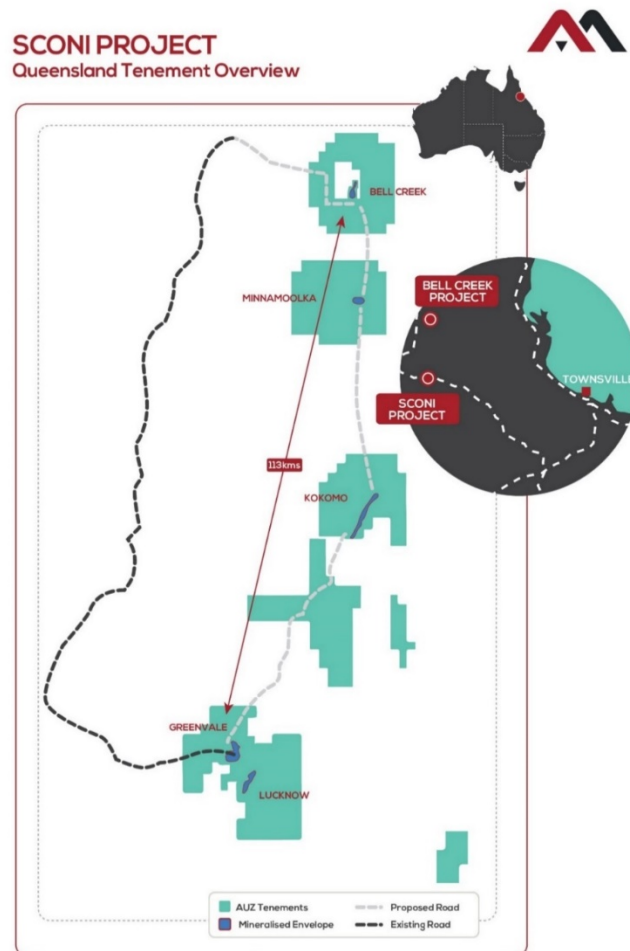 SCONI PROJECT
Queensland Tenement Overview
BELL CREEK
MINNAMOOLKA
BELL CREEK
PROJECT
TOWNSVILLE
SCONI
PROJECT
113kms
KOKOMO
GREENVALE
LUCKNOW
AUZ Tenements
Proposed Road
Mineralised Envelope
Existing Road